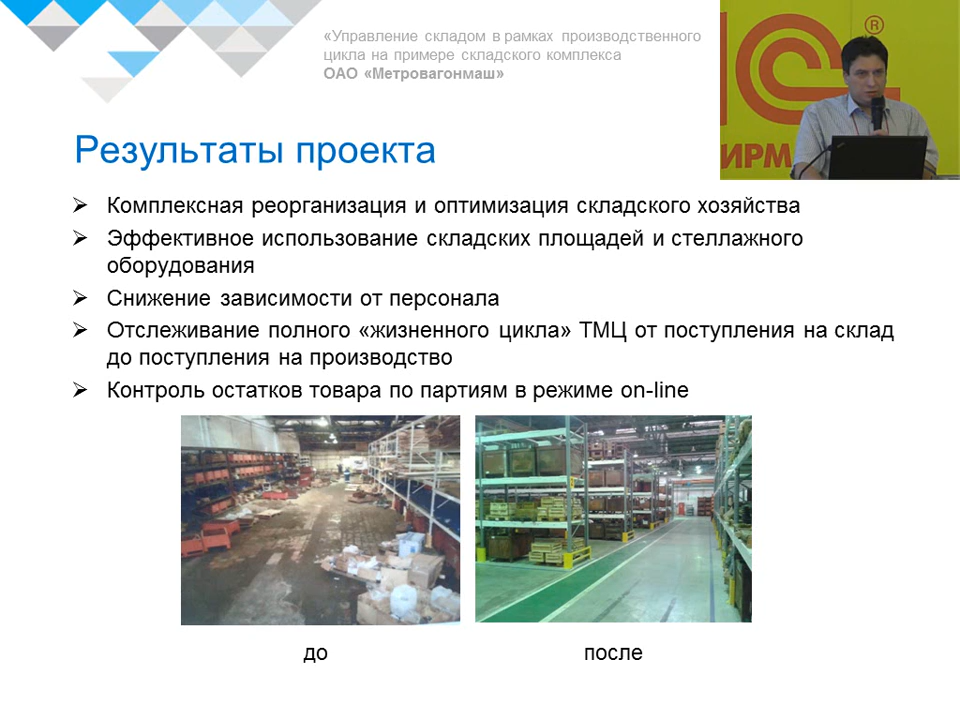 «Управление складом в рамках производственного
цикла на примере складского комплекса
ОАО «Метровагонмаш»
®
1С
ФИРМ
Результаты проекта
Комплексная реорганизация и оптимизация складского хозяйства
Эффективное использование складских площадей и стеллажного
оборудования
Снижение зависимости от персонала
Отслеживание полного «жизненного цикла» ТМЦ от поступления на склад
до поступления на производство
Контроль остатков товара по партиям в режиме on-line
до
после